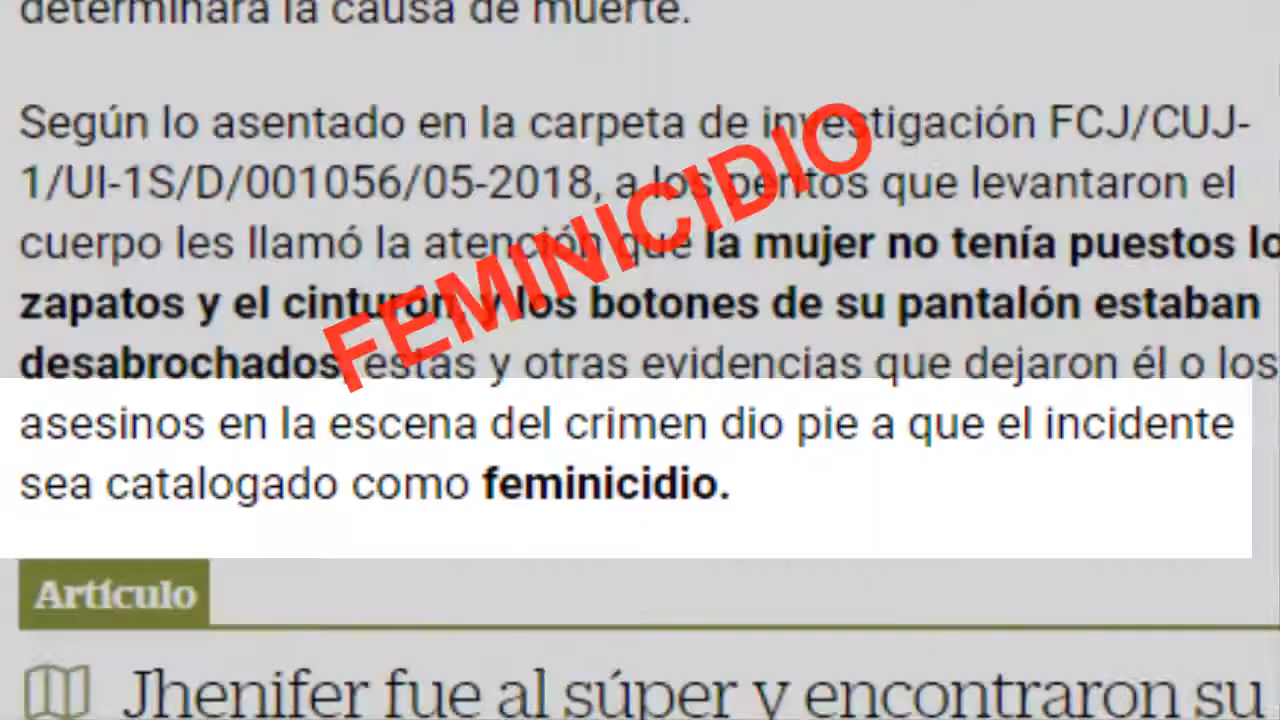 determinará la causa de muerte.
Según lo asentado en la carpeta de investigación FCJ/CUJ-
1/UI-1S/D/001056/05-2018, a los peritos que levantaron el
cuerpo les llamó la atención que la mujer no tenía puestos lo
zapatos y el cinturón, y los botones de su pantalón estaban
desabrochados, estas y otras evidencias que dejaron él o los
asesinos en la escena del crimen dio pie a que el incidente
sea catalogado como feminicidio.
FEMINICIDIO
Artículo
Jhenifer fue al súper y encontraron su